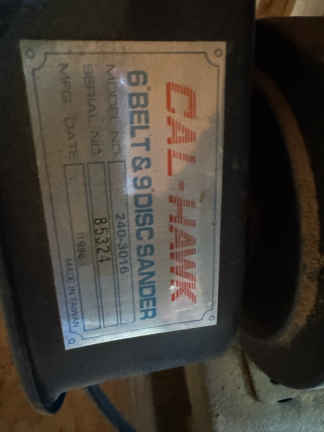 CAL-HAWK
6" BELT & 9" DISC SANDER
MODEL NO. 240-3016
SERIAL NO. 85324
MFG. DATE
MADE IN TAIWAN